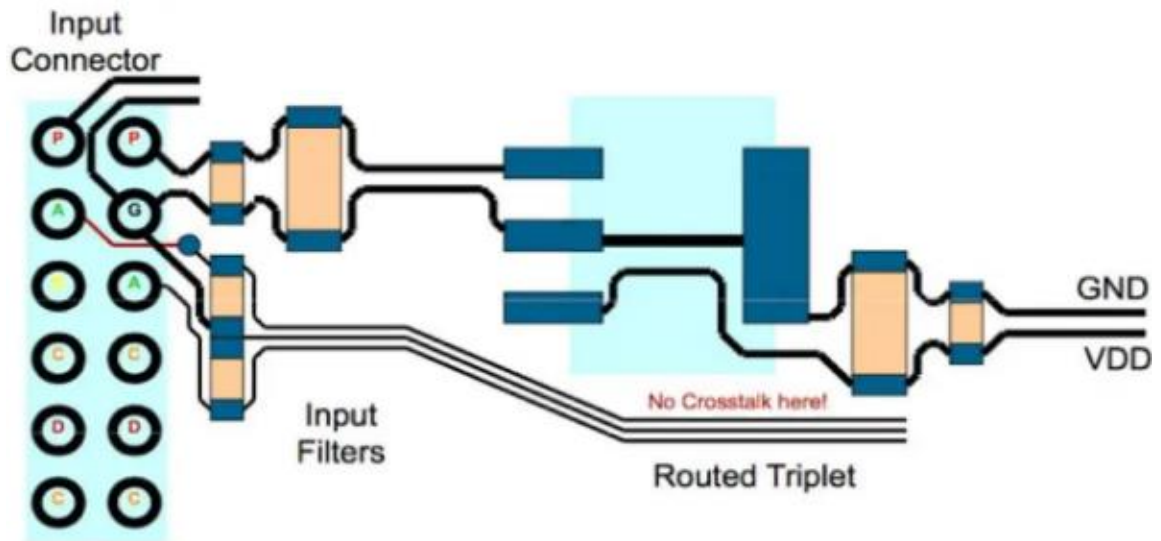 Input
Connector
P P
A G
A
C C
D D
C C
GND
VDD
No Crosstalk here!
Input
Filters
Routed Triplet